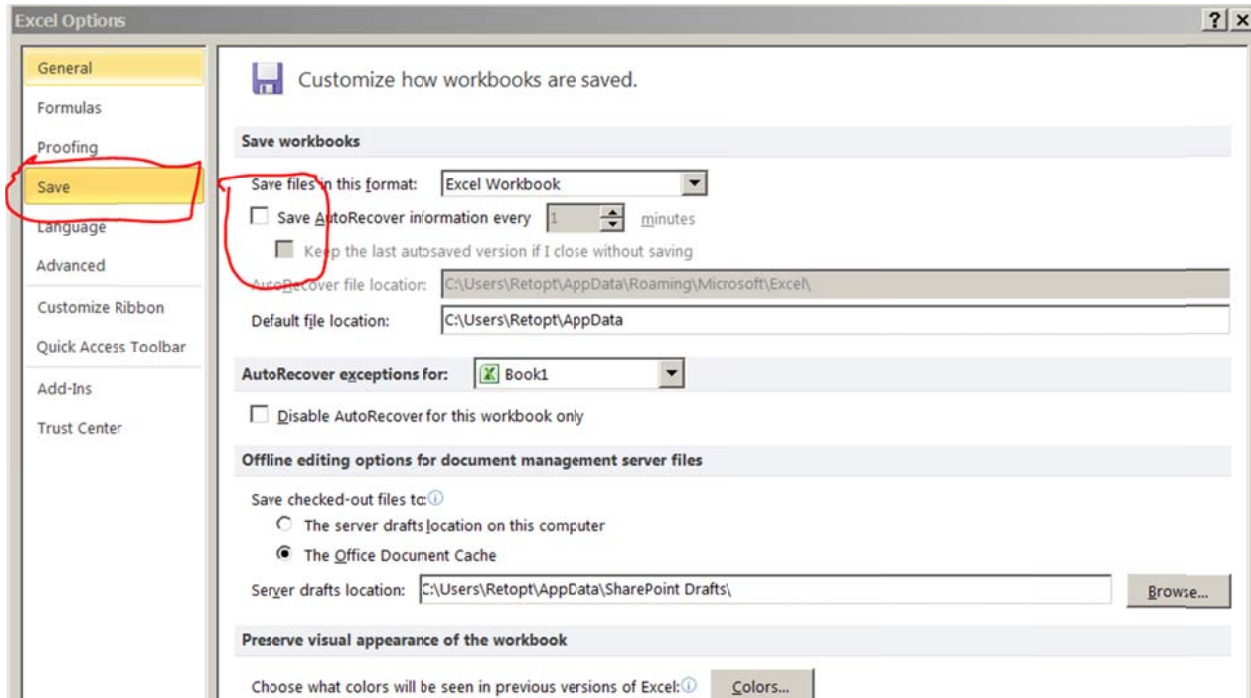 Excel Options
General
Formulas
Proofing
Save
Language
Advanced
Customize Ribbon
Quick Access Toolbar
Add-Ins
Trust Center
Customize how workbooks are saved.
Save workbooks
Save files in this format: Excel Workbook
Save AutoRecover information every 1 minutes
Keep the last autosaved version if I close without saving
AutoRecover file location: C:\Users\Retopt\AppData\Roaming\Microsoft\Excel\
Default file location: C:\Users\Retopt\AppData
AutoRecover exceptions for: Book1
Disable AutoRecover for this workbook only
Offline editing options for document management server files
Save checked-out files to:
The server drafts location on this computer
The Office Document Cache
Server drafts location: C:\Users\Retopt\AppData\SharePoint Drafts\ Browse...
Preserve visual appearance of the workbook
Choose what colors will be seen in previous versions of Excel: Colors...